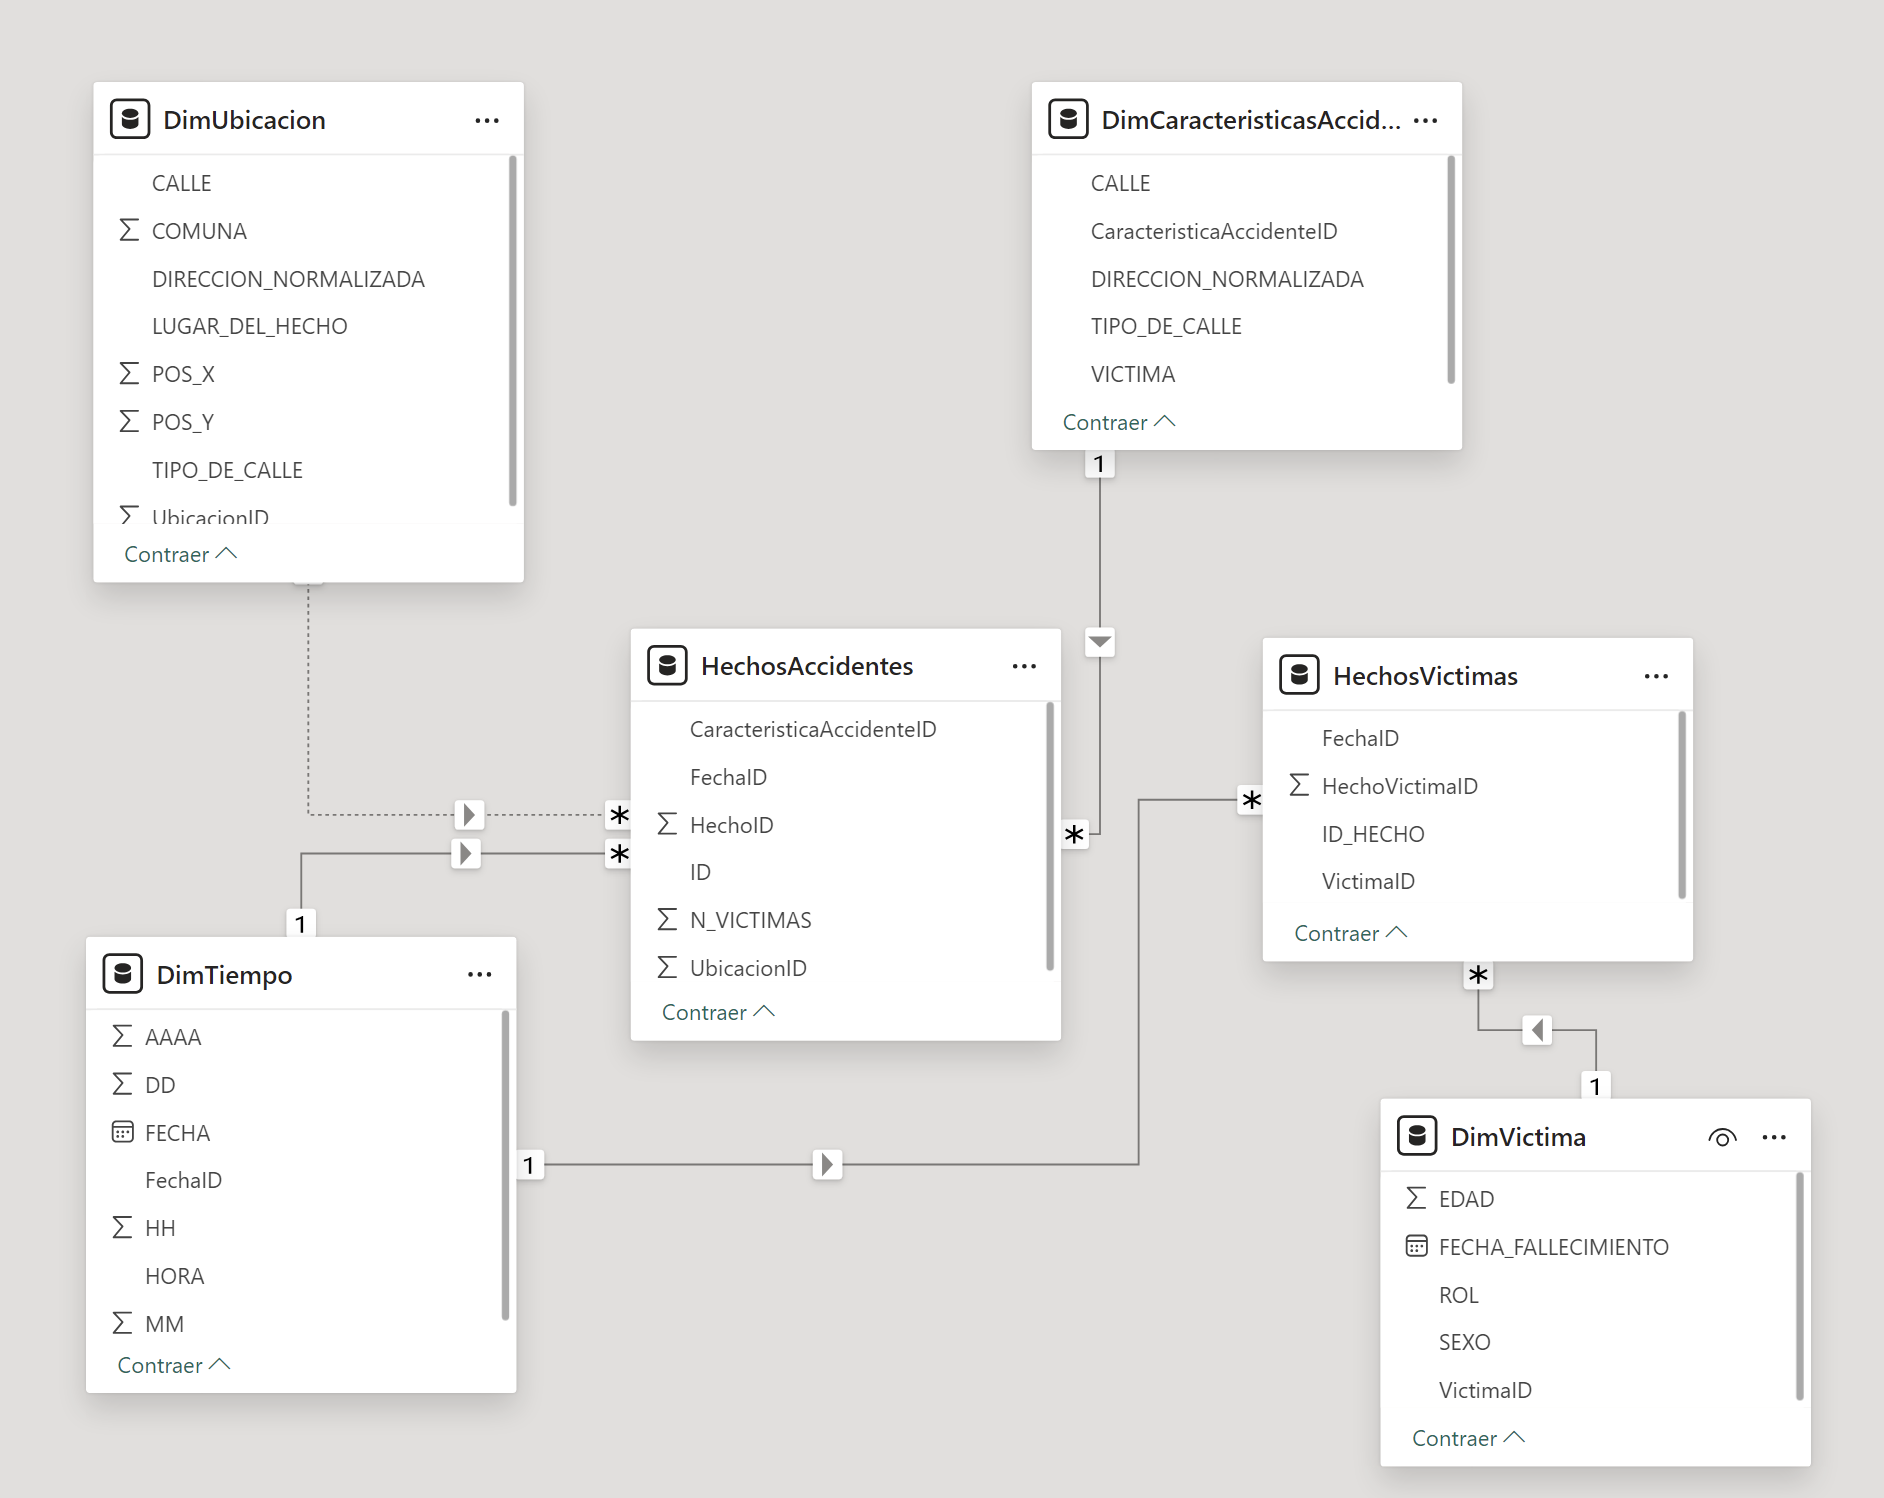 DimUbicacion
CALLE
COMUNA
DIRECCION_NORMALIZADA
LUGAR_DEL_HECHO
POS_X
POS_Y
TIPO_DE_CALLE
UbicacionID
Contraer
DimCaracteristicasAccid...
CALLE
CaracteristicaAccidenteID
DIRECCION_NORMALIZADA
TIPO_DE_CALLE
VICTIMA
Contraer
1
HechosAccidentes
CaracteristicaAccidenteID
FechaID
HechoID
ID
N_VICTIMAS
UbicacionID
Contraer
*
*
*
HechosVictimas
FechaID
HechoVictimaID
ID_HECHO
VictimaID
Contraer
*
*
1
DimTiempo
AAAA
DD
FECHA
FechaID
HH
HORA
MM
Contraer
1
1
DimVictima
EDAD
FECHA_FALLECIMIENTO
ROL
SEXO
VictimaID
Contraer